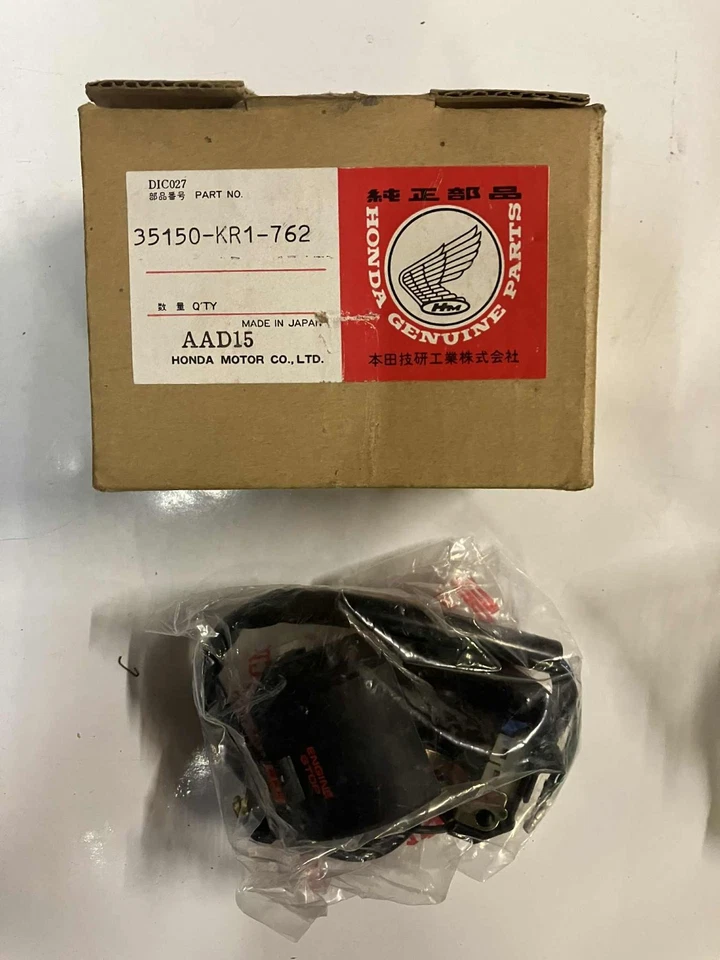 DIC027
部品番号 PART NO.
35150-KR1-762
数量 Q'TY
MADE IN JAPAN
AAD15
HONDA MOTOR CO., LTD.
純正部品
HONDA GENUINE PARTS
HM
本田技研工業株式会社
ENGINE
STOP